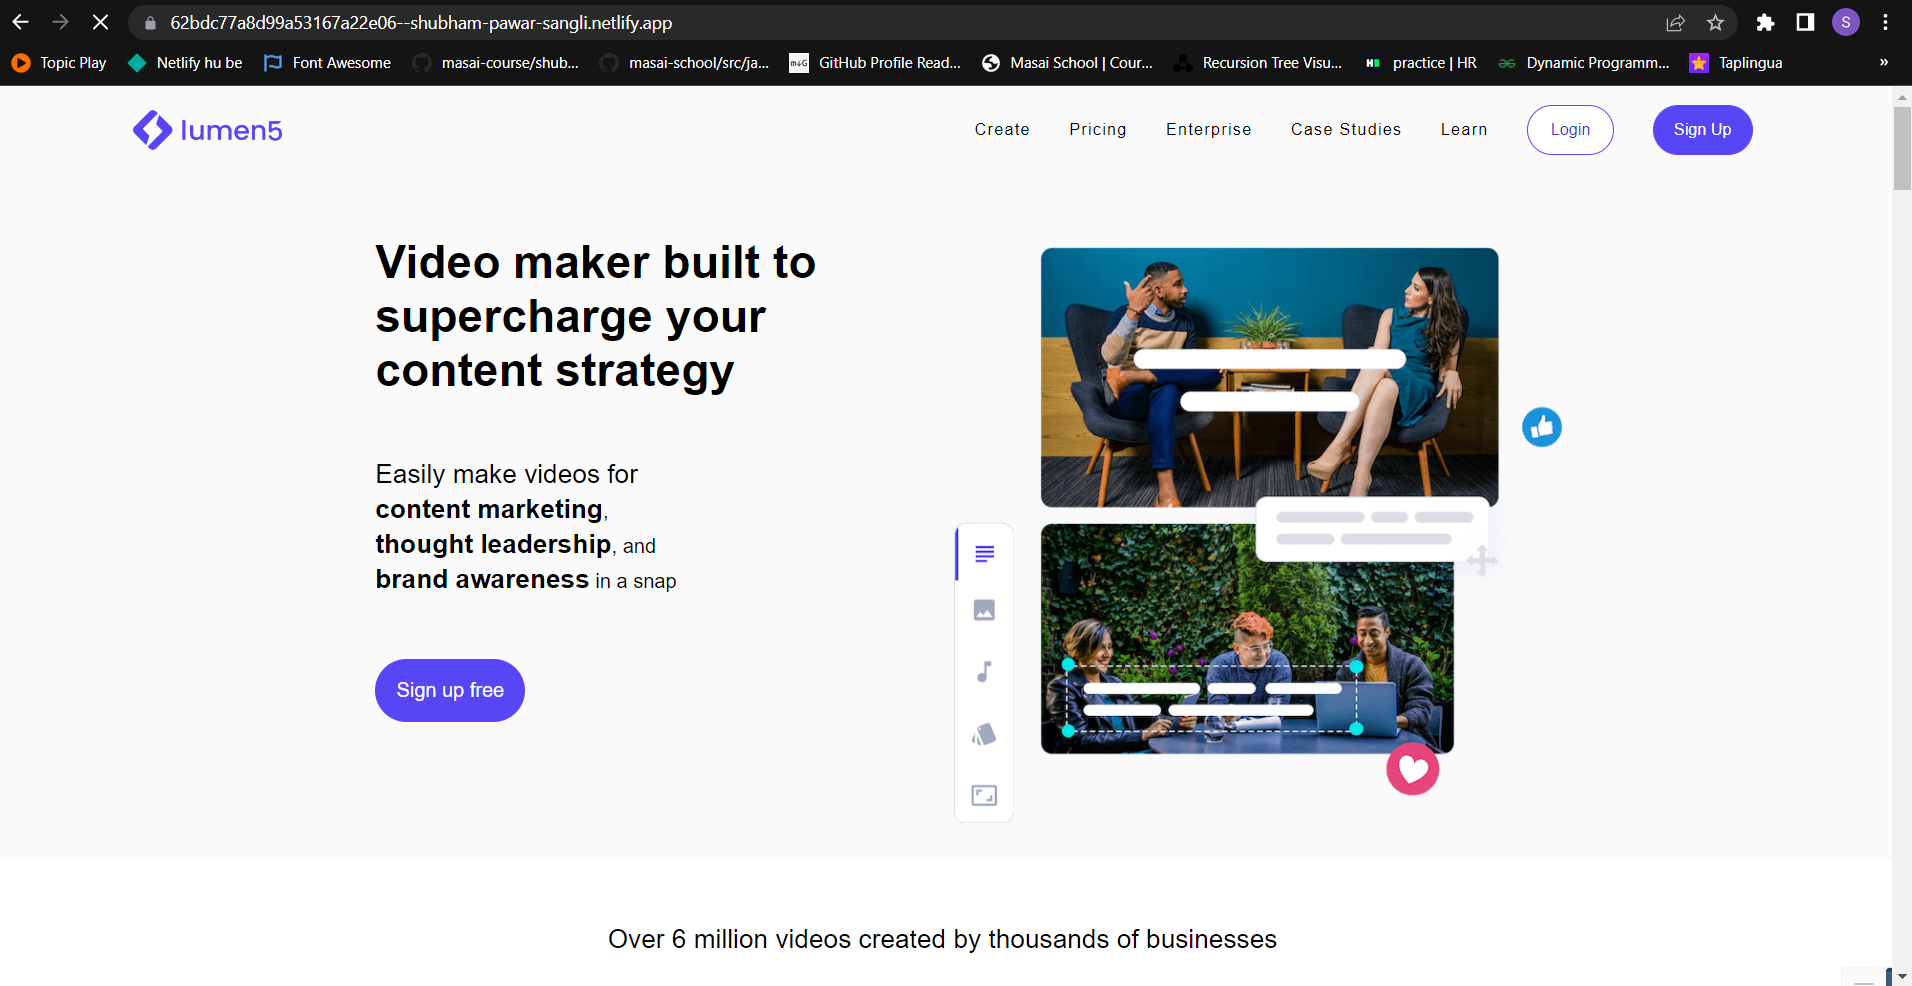 62bdc77a8d99a53167a22e06--shubham-pawar-sangli.netlify.app
S
Topic Play
Netlify hu be
Font Awesome
masai-course/shub...
masai-school/src/ja...
M↓G
GitHub Profile Read...
Masai School | Cour...
Recursion Tree Visu...
H
practice | HR
Dynamic Programm...
Taplingua
»
lumen5
Create
Pricing
Enterprise
Case Studies
Learn
Login
Sign Up
Video maker built to
supercharge your
content strategy
Easily make videos for
content marketing,
thought leadership, and
brand awareness in a snap
Sign up free
Over 6 million videos created by thousands of businesses